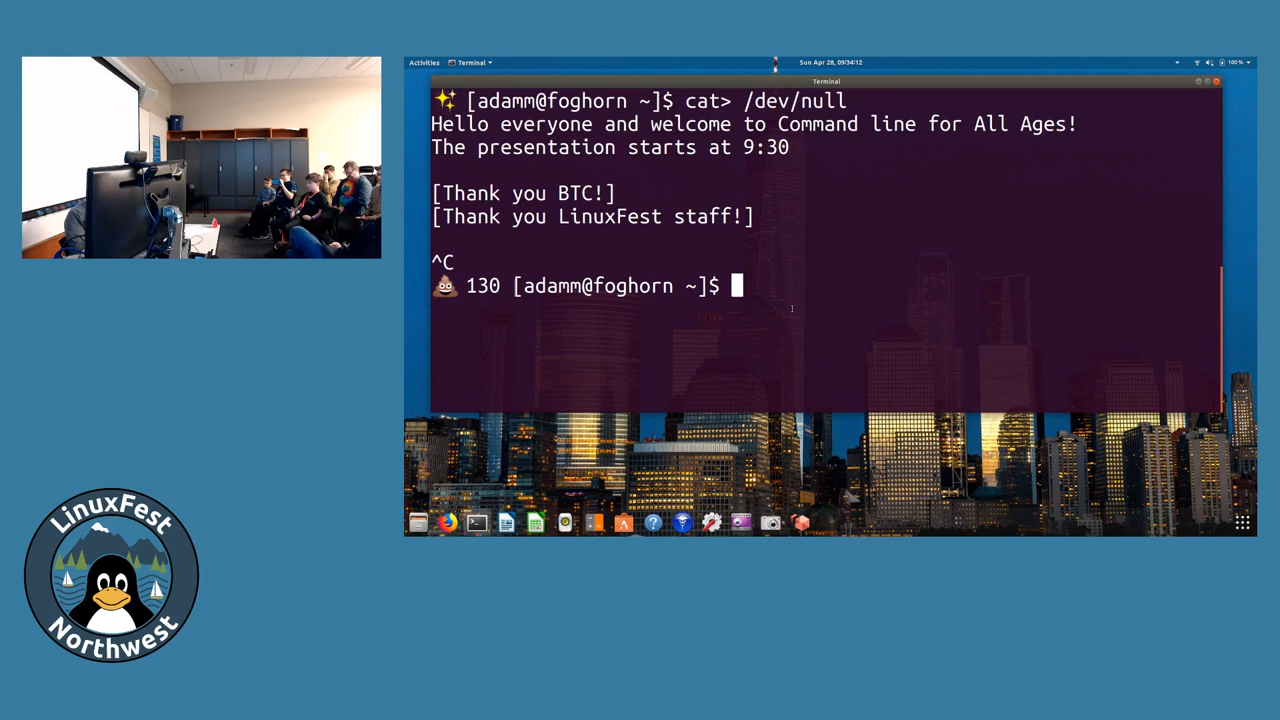 Activities Terminal Sun Apr 28, 09:34:12 100%
Terminal
✨ [adamm@foghorn ~]$ cat> /dev/null
Hello everyone and welcome to Command line for All Ages!
The presentation starts at 9:30
[Thank you BTC!]
[Thank you LinuxFest staff!]
^C
💩 130 [adamm@foghorn ~]$
LinuxFest
Northwest